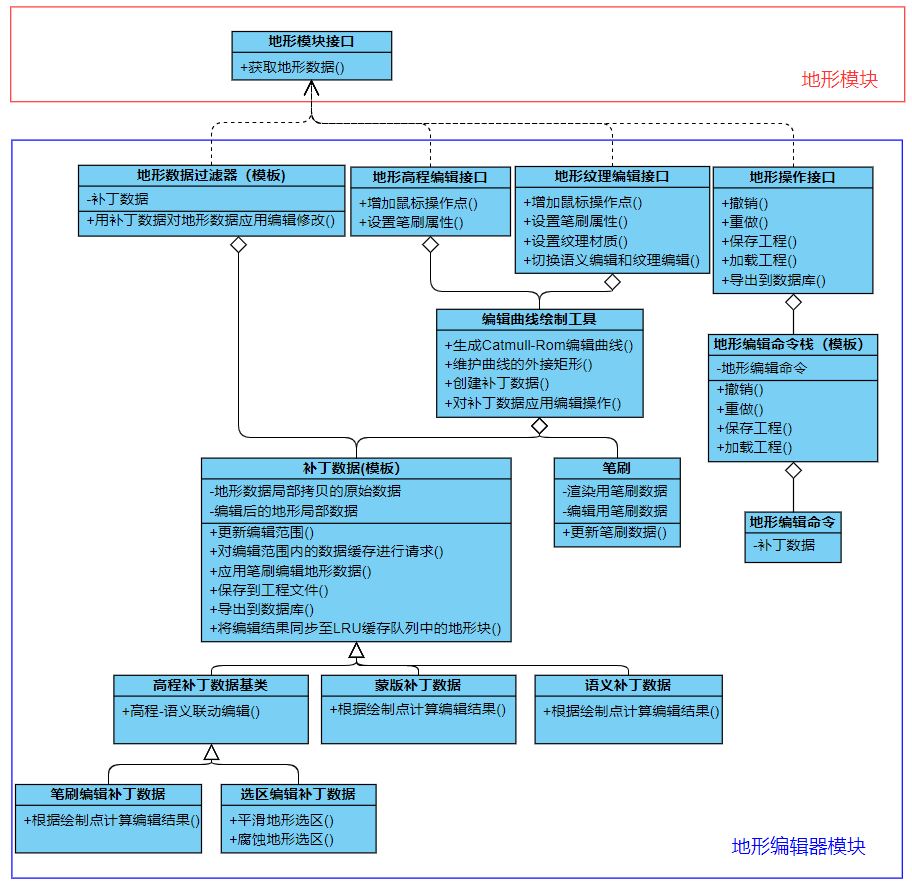 地形模块接口
+获取地形数据()
地形模块
地形数据过滤器（模板)
-补丁数据
+用补丁数据对地形数据应用编辑修改()
地形高程编辑接口
+增加鼠标操作点()
+设置笔刷属性()
地形纹理编辑接口
+增加鼠标操作点()
+设置笔刷属性()
+设置纹理材质()
+切换语义编辑和纹理编辑()
地形操作接口
+撤销()
+重做()
+保存工程()
+加载工程()
+导出到数据库()
编辑曲线绘制工具
+生成Catmull-Rom编辑曲线()
+维护曲线的外接矩形()
+创建补丁数据()
+对补丁数据应用编辑操作()
地形编辑命令栈（模板）
-地形编辑命令
+撤销()
+重做()
+保存工程()
+加载工程()
补丁数据(模板）
-地形数据局部拷贝的原始数据
-编辑后的地形局部数据
+更新编辑范围()
+对编辑范围内的数据缓存进行请求()
+应用笔刷编辑地形数据()
+保存到工程文件()
+导出到数据库()
+将编辑结果同步至LRU缓存队列中的地形块()
笔刷
-渲染用笔刷数据
-编辑用笔刷数据
+更新笔刷数据()
地形编辑命令
-补丁数据
高程补丁数据基类
+高程-语义联动编辑()
蒙版补丁数据
+根据绘制点计算编辑结果()
语义补丁数据
+根据绘制点计算编辑结果()
笔刷编辑补丁数据
+根据绘制点计算编辑结果()
选区编辑补丁数据
+平滑地形选区()
+腐蚀地形选区()
地形编辑器模块